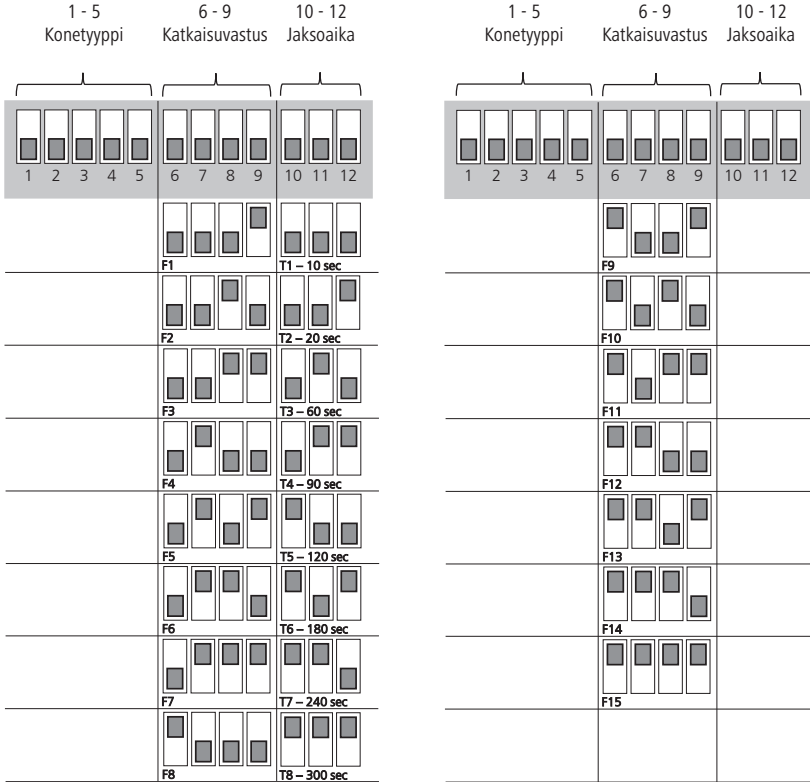 1 - 5 6 - 9 10 - 12
Konetyyppi Katkaisuvastus Jaksoaika
1 2 3 4 5 6 7 8 9 10 11 12
F1 T1 – 10 sec
F2 T2 – 20 sec
F3 T3 – 60 sec
F4 T4 – 90 sec
F5 T5 – 120 sec
F6 T6 – 180 sec
F7 T7 – 240 sec
F8 T8 – 300 sec
1 - 5 6 - 9 10 - 12
Konetyyppi Katkaisuvastus Jaksoaika
1 2 3 4 5 6 7 8 9 10 11 12
F9
F10
F11
F12
F13
F14
F15